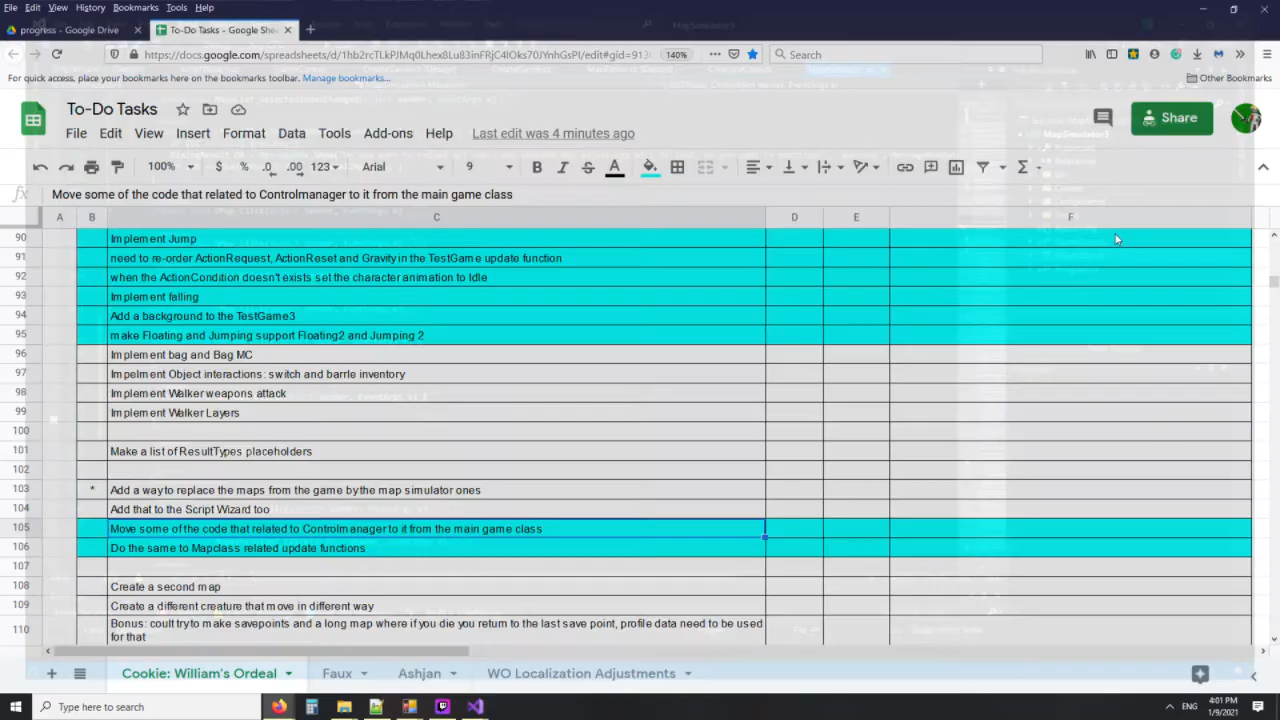 File Edit View History Bookmarks Tools Help
progress - Google Drive
To-Do Tasks - Google She
https://docs.google.com/spreadsheets/d/
140%
Search
For quick access, place your bookmarks here on the bookmarks toolbar. Manage bookmarks...
Other Bookmarks
To-Do Tasks
Share
File Edit View Insert Format Data Tools Add-ons Help Last edit was 4 minutes ago
100% $ % .0 .00 123 Arial 9 B I S A
fx Move some of the code that related to Controlmanager to it from the main game class
A B C D E F
90 Implement Jump
91 need to re-order ActionRequest, ActionReset and Gravity in the TestGame update function
92 when the ActionCondition doesn't exists set the character animation to Idle
93 Implement falling
94 Add a background to the TestGame3
95 make Floating and Jumping support Floating2 and Jumping 2
96 Implement bag and Bag MC
97 Impelment Object interactions: switch and barrle inventory
98 Implement Walker weapons attack
99 Implement Walker Layers
100
101 Make a list of ResultTypes placeholders
102
103 * Add a way to replace the maps from the game by the map simulator ones
104 Add that to the Script Wizard too
105 Move some of the code that related to Controlmanager to it from the main game class
106 Do the same to Mapclass related update functions
107
108 Create a second map
109 Create a different creature that move in different way
110 Bonus: coult try to make savepoints and a long map where if you die you return to the last save point, profile data need to be used
for that
Cookie: William's Ordeal Faux Ashjan WO Localization Adjustments
Type here to search
ENG
4:01 PM
1/9/2021